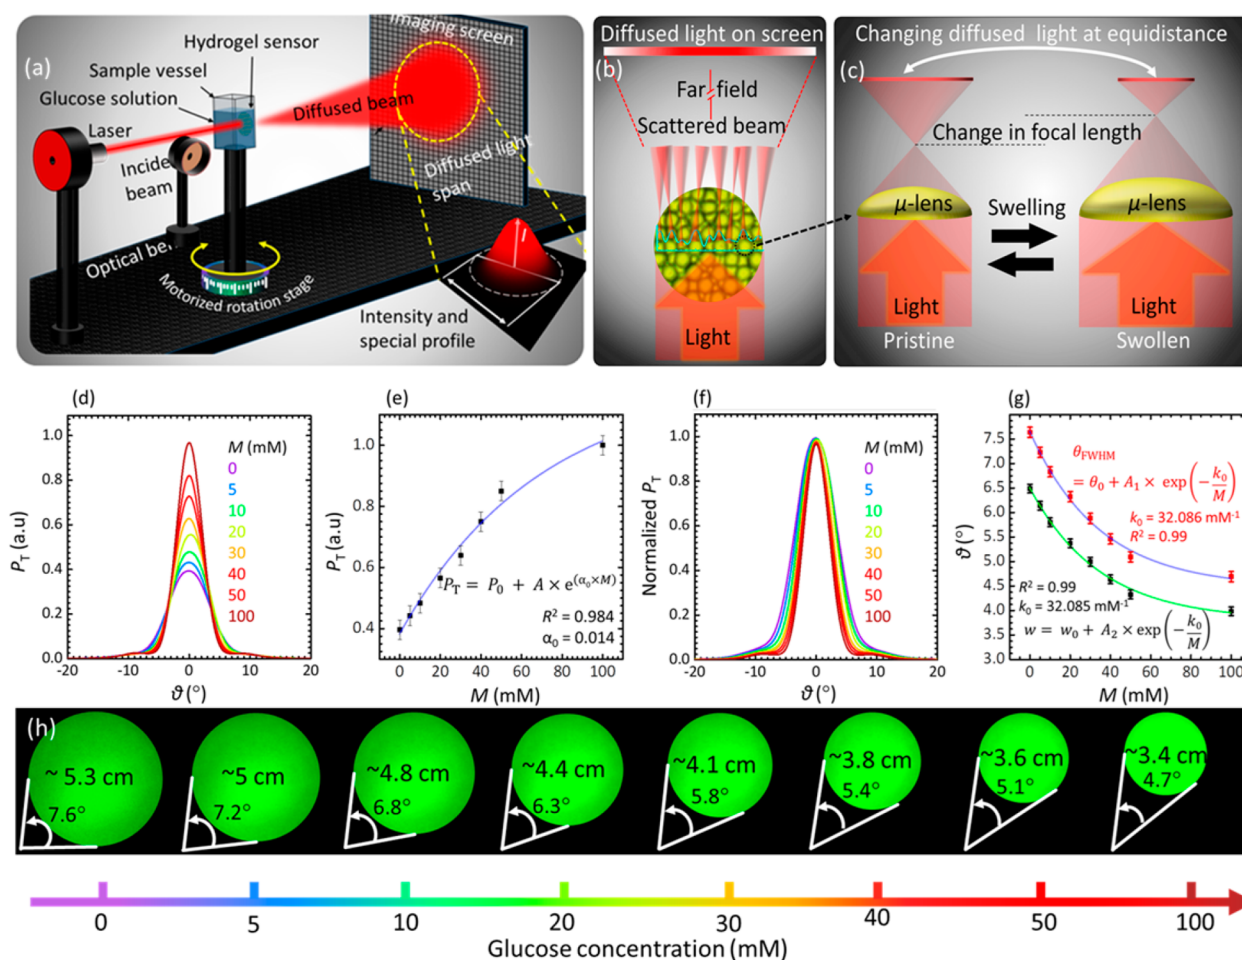 (a)
Hydrogel sensor
Sample vessel
Glucose solution
Laser
Incide
beam
Imaging screen
Diffused beam
Diffused light
span
Optical be
Motorized rotation stage
I
Intensity and
special profile
Diffused light on screen
(b)
Far field
Scattered beam
Light
(c)
Changing diffused light at equidistance
Change in focal length
μ-lens
Swelling
μ-lens
Light
Light
Pristine
Swollen
(d)
P_T (a.u)
1.0
0.8
0.6
0.4
0.2
0.0
M (mM)
0
5
10
20
30
40
50
100
-20
-10
0
10
20
ϑ (°)
(e)
P_T (a.u)
1.0
0.8
0.6
0.4
P_T = P_0 + A × e^(α_0×M)
R² = 0.984
α_0 = 0.014
0 20 40 60 80 100
M (mM)
(f)
Normalized P_T
1.0
0.8
0.6
0.4
0.2
0.0
M (mM)
0
5
10
20
30
40
50
100
-20
-10
0
10
20
ϑ (°)
(g)
ϑ (°)
7.5
7.0
6.5
6.0
5.5
5.0
4.5
4.0
3.5
3.0
θ_FWHM
= θ_0 + A_1 × exp(−k_0/M)
k_0 = 32.086 mM⁻¹
R² = 0.99
R² = 0.99
k_0 = 32.085 mM⁻¹
w = w_0 + A_2 × exp(−k_0/M)
0 20 40 60 80 100
M (mM)
(h)
~ 5.3 cm
7.6°
~5 cm
7.2°
~4.8 cm
6.8°
~4.4 cm
6.3°
~4.1 cm
5.8°
~3.8 cm
5.4°
~3.6 cm
5.1°
~3.4 cm
4.7°
0 5 10 20 30 40 50 100
Glucose concentration (mM)